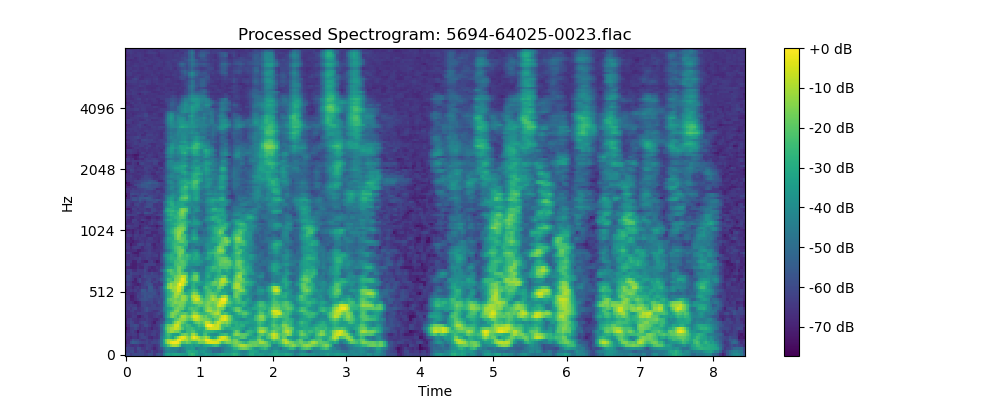 Processed Spectrogram: 5694-64025-0023.flac
Hz
4096
2048
1024
512
0
0 1 2 3 4 5 6 7 8
Time
+0 dB
-10 dB
-20 dB
-30 dB
-40 dB
-50 dB
-60 dB
-70 dB